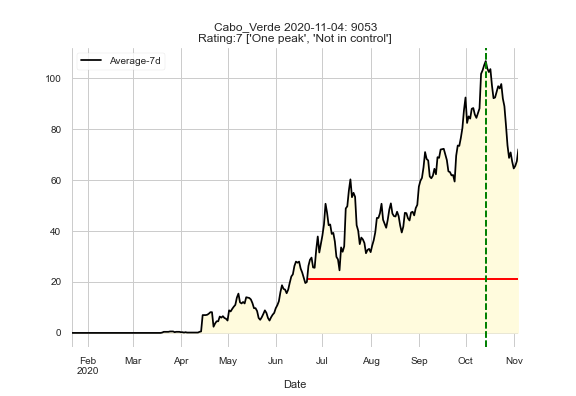 Cabo_Verde 2020-11-04: 9053
Rating:7 ['One peak', 'Not in control']
Average-7d
100
80
60
40
20
0
Feb Mar Apr May Jun Jul Aug Sep Oct Nov
2020
Date